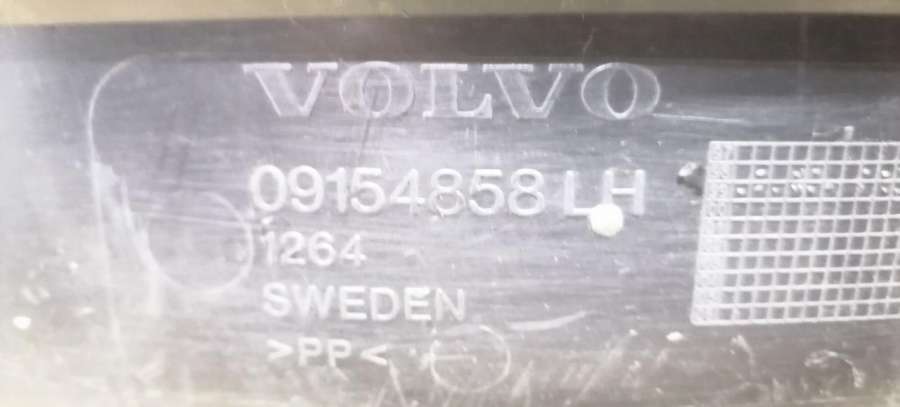 VOLVO
09154858 LH
1264
SWEDEN
>PP<